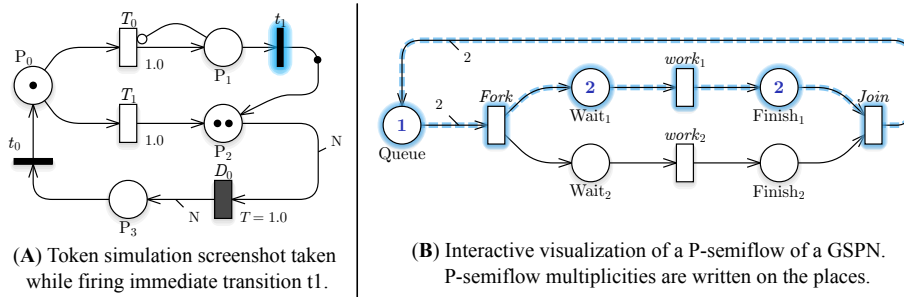 T0
t1
P0
1.0
P1
T1
1.0
P2
N
t0
D0
P3
N
T = 1.0
(A) Token simulation screenshot taken
while firing immediate transition t1.
2
work1
2
Fork
2
2
Join
1
Wait1
Finish1
Queue
work2
Wait2
Finish2
(B) Interactive visualization of a P-semiflow of a GSPN.
P-semiflow multiplicities are written on the places.